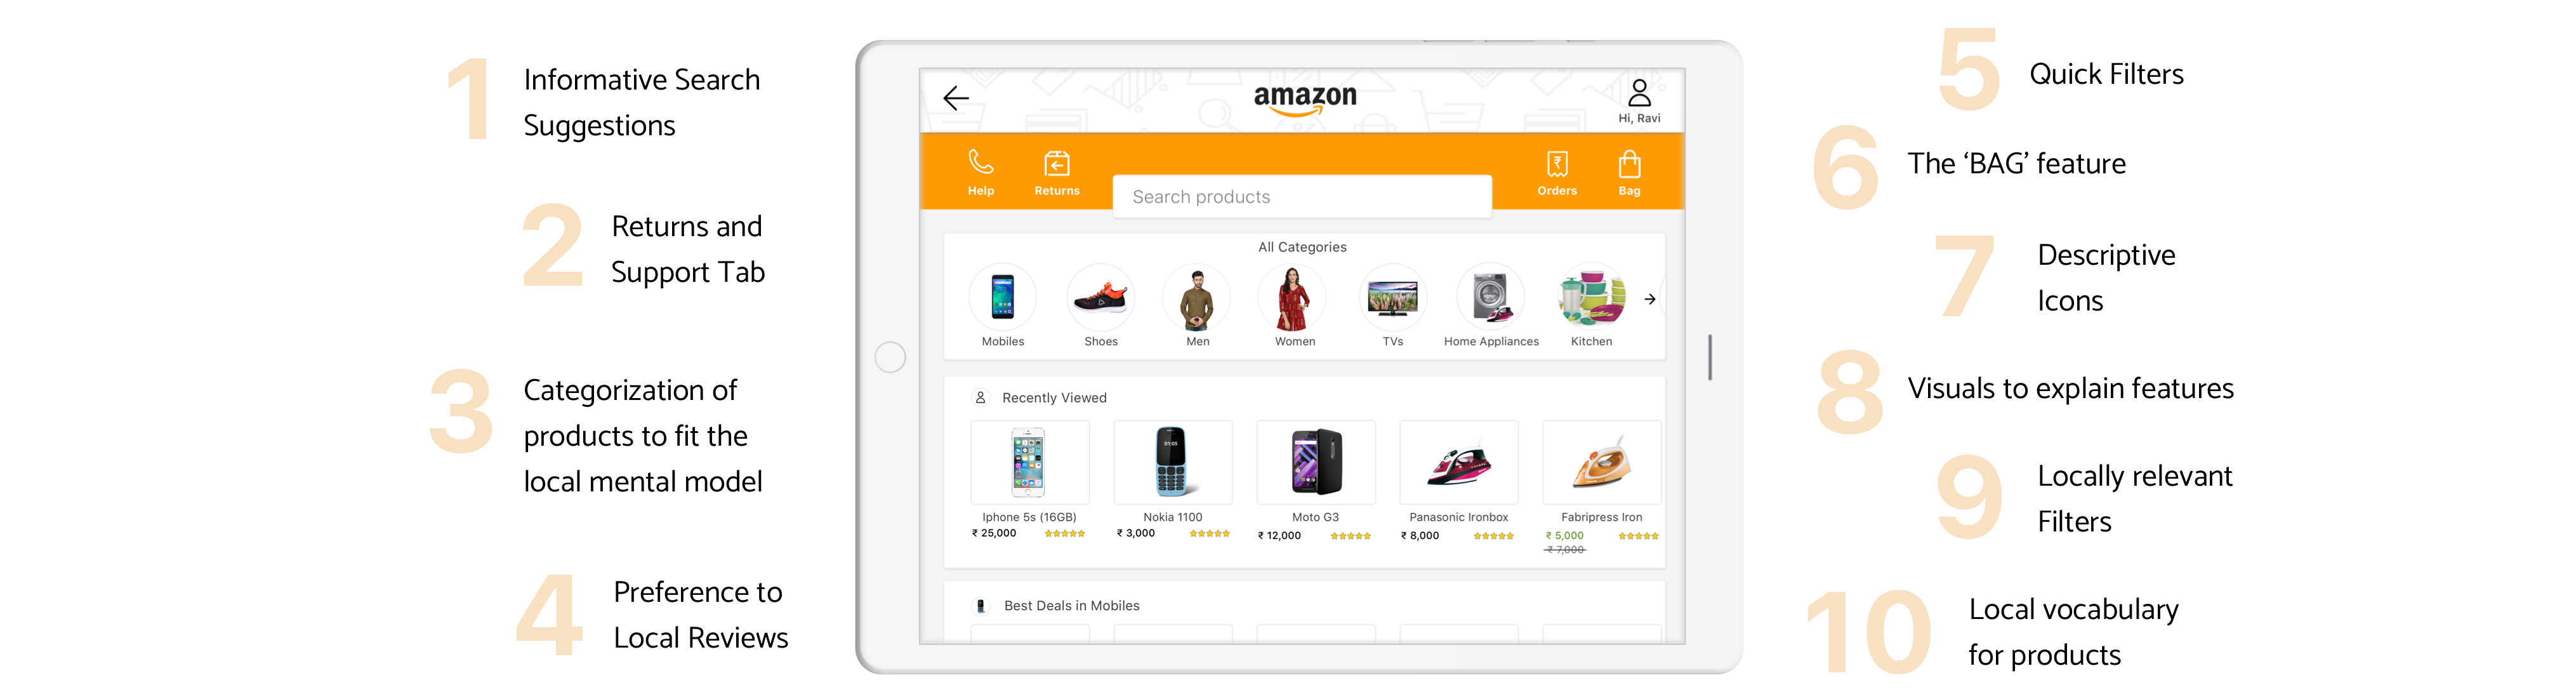 1
Informative Search
Suggestions
2
Returns and
Support Tab
3
Categorization of
products to fit the
local mental model
4
Preference to
Local Reviews
amazon
Hi, Ravi
Help
Returns
Search products
Orders
Bag
All Categories
Mobiles
Shoes
Men
Women
TVs
Home Appliances
Kitchen
Recently Viewed
Iphone 5s (16GB)
₹ 25,000
Nokia 1100
₹ 3,000
Moto G3
₹ 12,000
Panasonic Ironbox
₹ 8,000
Fabripress Iron
₹ 5,000
₹ 7,000
Best Deals in Mobiles
5
Quick Filters
6
The ‘BAG’ feature
7
Descriptive
Icons
8
Visuals to explain features
9
Locally relevant
Filters
10
Local vocabulary
for products